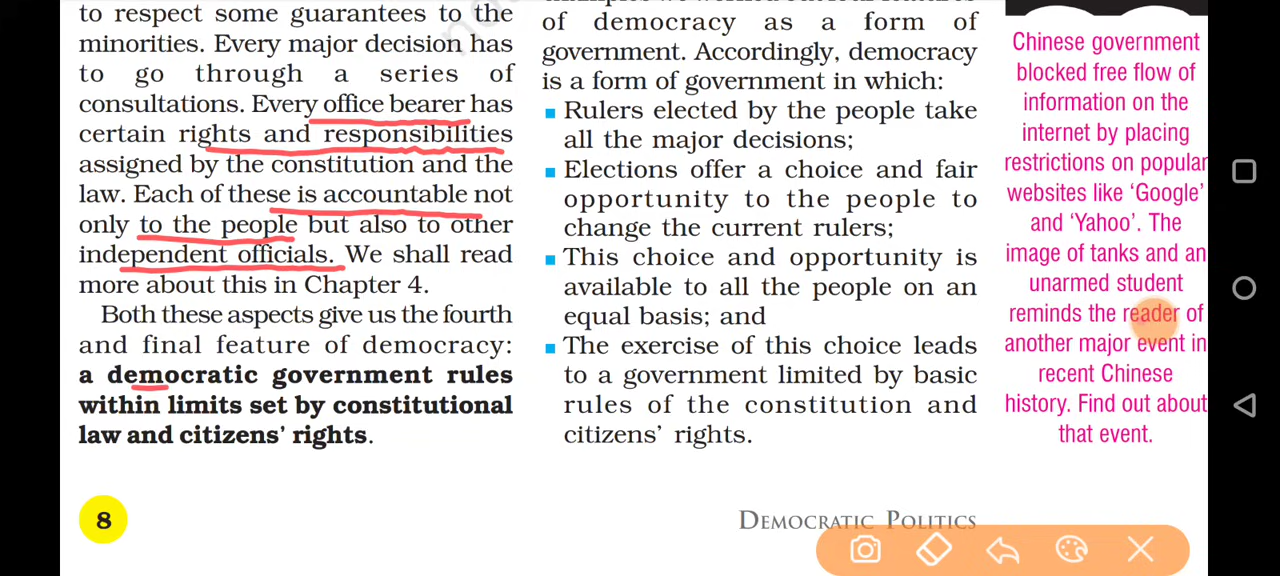 to respect some guarantees to the
minorities. Every major decision has
to go through a series of
consultations. Every office bearer has
certain rights and responsibilities
assigned by the constitution and the
law. Each of these is accountable not
only to the people but also to other
independent officials. We shall read
more about this in Chapter 4.
Both these aspects give us the fourth
and final feature of democracy:
a democratic government rules
within limits set by constitutional
law and citizens' rights.
of democracy as a form of
government. Accordingly, democracy
is a form of government in which:
▪ Rulers elected by the people take
all the major decisions;
▪ Elections offer a choice and fair
opportunity to the people to
change the current rulers;
▪ This choice and opportunity is
available to all the people on an
equal basis; and
▪ The exercise of this choice leads
to a government limited by basic
rules of the constitution and
citizens' rights.
Chinese government
blocked free flow of
information on the
internet by placing
restrictions on popular
websites like 'Google'
and 'Yahoo'. The
image of tanks and an
unarmed student
reminds the reader of
another major event in
recent Chinese
history. Find out about
that event.
8
DEMOCRATIC POLITICS